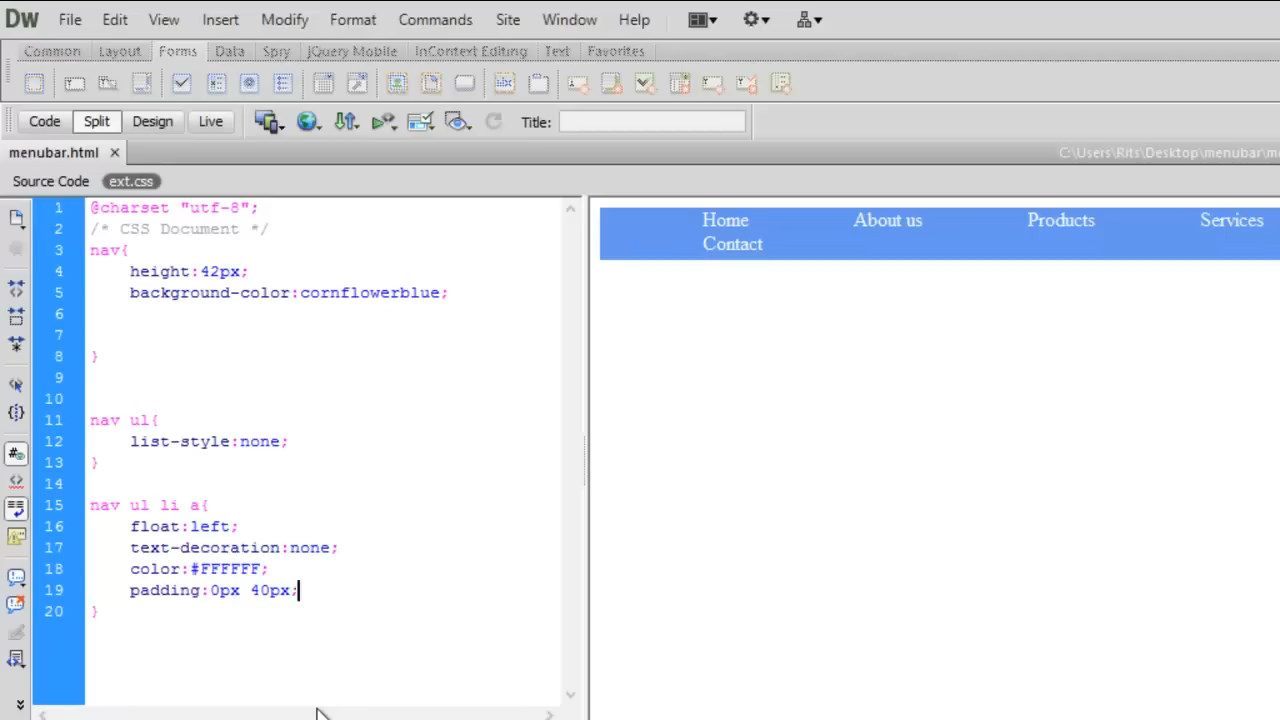 Dw File Edit View Insert Modify Format Commands Site Window Help
Common Layout Forms Data Spry jQuery Mobile InContext Editing Text Favorites
Code Split Design Live Title:
menubar.html C:\Users\Rits\Desktop\menubar\m
Source Code ext.css
1 @charset "utf-8";
2 /* CSS Document */
3 nav{
4 height:42px;
5 background-color:cornflowerblue;
6
7
8 }
9
10
11 nav ul{
12 list-style:none;
13 }
14
15 nav ul li a{
16 float:left;
17 text-decoration:none;
18 color:#FFFFFF;
19 padding:0px 40px;
20 }
Home About us Products Services
Contact